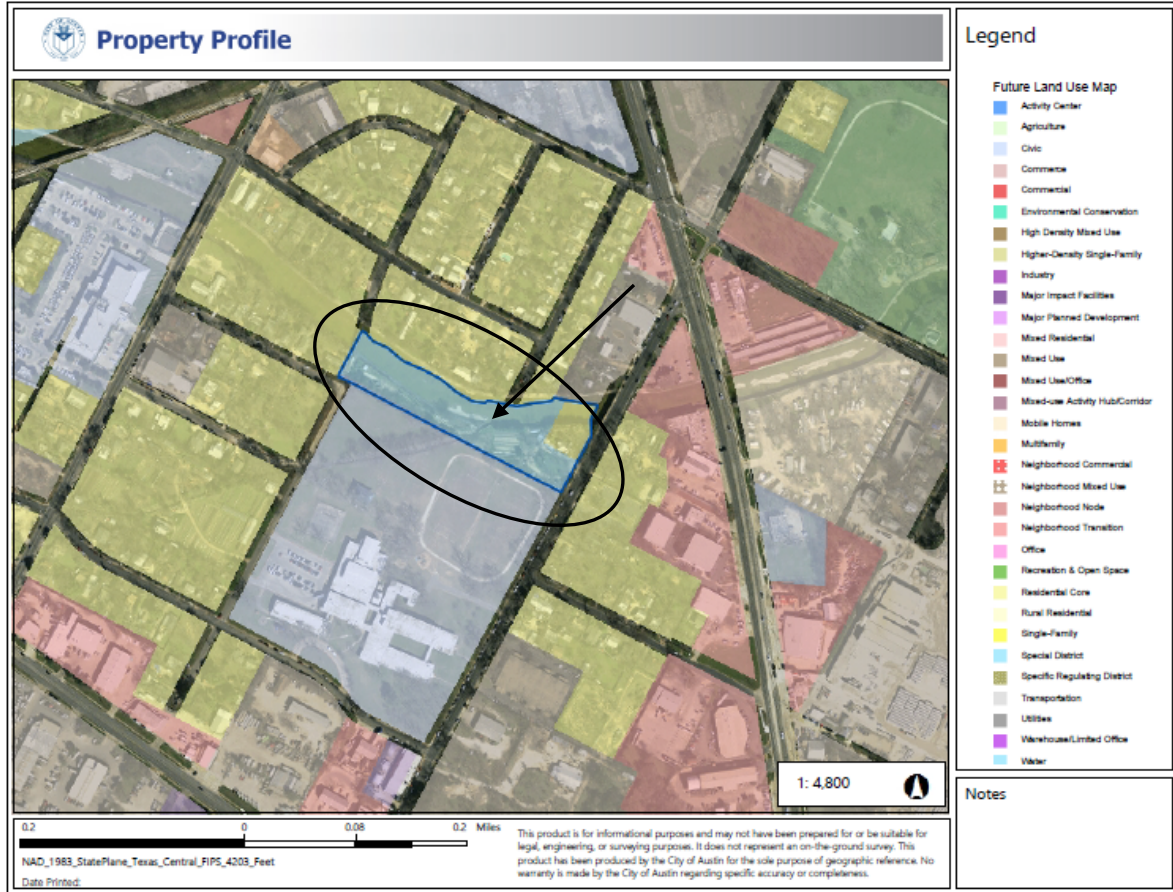 Property Profile
Legend
Future Land Use Map
Activity Center
Agriculture
Civic
Commerce
Commercial
Environmental Conservation
High Density Mixed Use
Higher-Density Single-Family
Industry
Major Impact Facilities
Major Planned Development
Mixed Residential
Mixed Use
Mixed Use/Office
Mixed-use Activity Hub/Corridor
Mobile Homes
Multifamily
Neighborhood Commercial
Neighborhood Mixed Use
Neighborhood Node
Neighborhood Transition
Office
Recreation & Open Space
Residential Core
Rural Residential
Single-Family
Special District
Specific Regulating District
Transportation
Utilities
Warehouse/Limited Office
Water
1: 4,800
Notes
0.2 0 0.08 0.2 Miles
NAD_1983_StatePlane_Texas_Central_FIPS_4203_Feet
Date Printed:
This product is for informational purposes and may not have been prepared for or be suitable for
legal, engineering, or surveying purposes. It does not represent an on-the-ground survey. This
product has been produced by the City of Austin for the sole purpose of geographic reference. No
warranty is made by the City of Austin regarding specific accuracy or completeness.